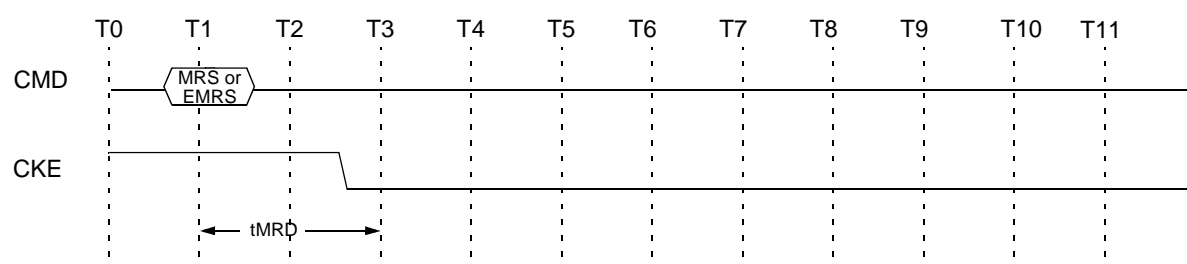 T0 T1 T2 T3 T4 T5 T6 T7 T8 T9 T10 T11
CMD
MRS or
EMRS
CKE
tMRD